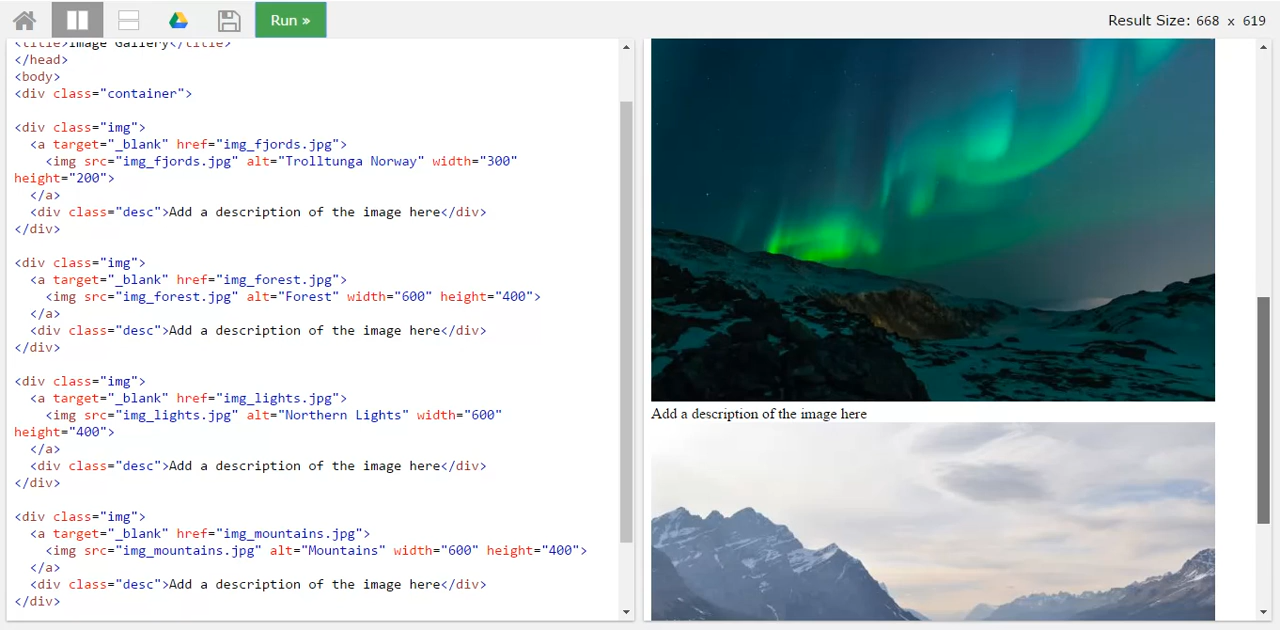 Run »
Result Size: 668 x 619
<title>Image Gallery</title>
</head>
<body>
<div class="container">
<div class="img">
<a target="_blank" href="img_fjords.jpg">
<img src="img_fjords.jpg" alt="Trolltunga Norway" width="300"
height="200">
</a>
<div class="desc">Add a description of the image here</div>
</div>
<div class="img">
<a target="_blank" href="img_forest.jpg">
<img src="img_forest.jpg" alt="Forest" width="600" height="400">
</a>
<div class="desc">Add a description of the image here</div>
</div>
<div class="img">
<a target="_blank" href="img_lights.jpg">
<img src="img_lights.jpg" alt="Northern Lights" width="600"
height="400">
</a>
<div class="desc">Add a description of the image here</div>
</div>
<div class="img">
<a target="_blank" href="img_mountains.jpg">
<img src="img_mountains.jpg" alt="Mountains" width="600" height="400">
</a>
<div class="desc">Add a description of the image here</div>
</div>
Add a description of the image here